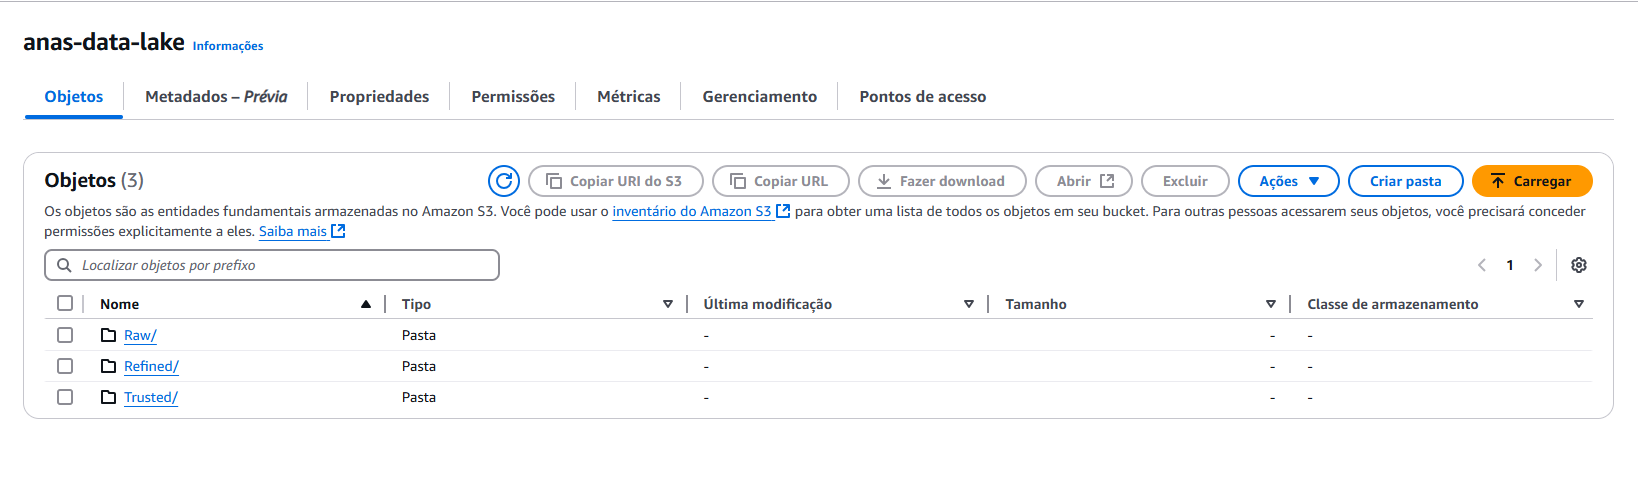 anas-data-lake Informações
Objetos Metadados – Prévia Propriedades Permissões Métricas Gerenciamento Pontos de acesso
Objetos (3) Copiar URI do S3 Copiar URL Fazer download Abrir Excluir Ações Criar pasta Carregar
Os objetos são as entidades fundamentais armazenadas no Amazon S3. Você pode usar o inventário do Amazon S3 para obter uma lista de todos os objetos em seu bucket. Para outras pessoas acessarem seus objetos, você precisará conceder
permissões explicitamente a eles. Saiba mais
Localizar objetos por prefixo 1
Nome Tipo Última modificação Tamanho Classe de armazenamento
Raw/ Pasta - - -
Refined/ Pasta - - -
Trusted/ Pasta - - -